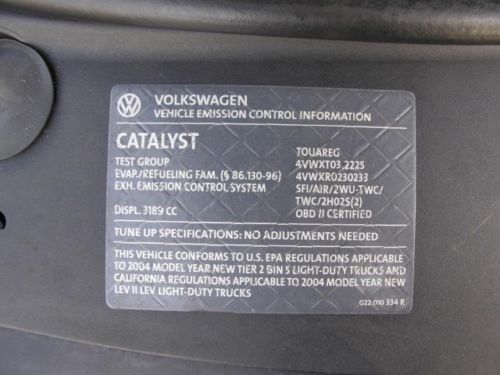 VOLKSWAGEN
VEHICLE EMISSION CONTROL INFORMATION
CATALYST TOUAREG
TEST GROUP 4VWXT03.2225
EVAP./REFUELING FAM. (§ 86.130-96) 4VWXR0230233
EXH. EMISSION CONTROL SYSTEM SFI/AIR/2WU-TWC/
TWC/2HO2S(2)
DISPL. 3189 CC OBD II CERTIFIED
TUNE UP SPECIFICATIONS: NO ADJUSTMENTS NEEDED
THIS VEHICLE CONFORMS TO U.S. EPA REGULATIONS APPLICABLE
TO 2004 MODEL YEAR NEW TIER 2 BIN 5 LIGHT-DUTY TRUCKS AND
CALIFORNIA REGULATIONS APPLICABLE TO 2004 MODEL YEAR NEW
LEV II LEV LIGHT-DUTY TRUCKS
022 010 334 R